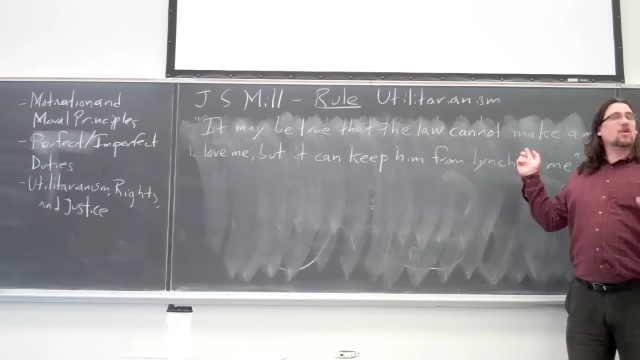 - Motivation and
Moral Principles
- Perfect/Imperfect
Duties
- Utilitarianism, Rights,
and Justice
J S Mill - Rule Utilitarianism
"It may be true that the law cannot make a
love me, but it can keep him from me"